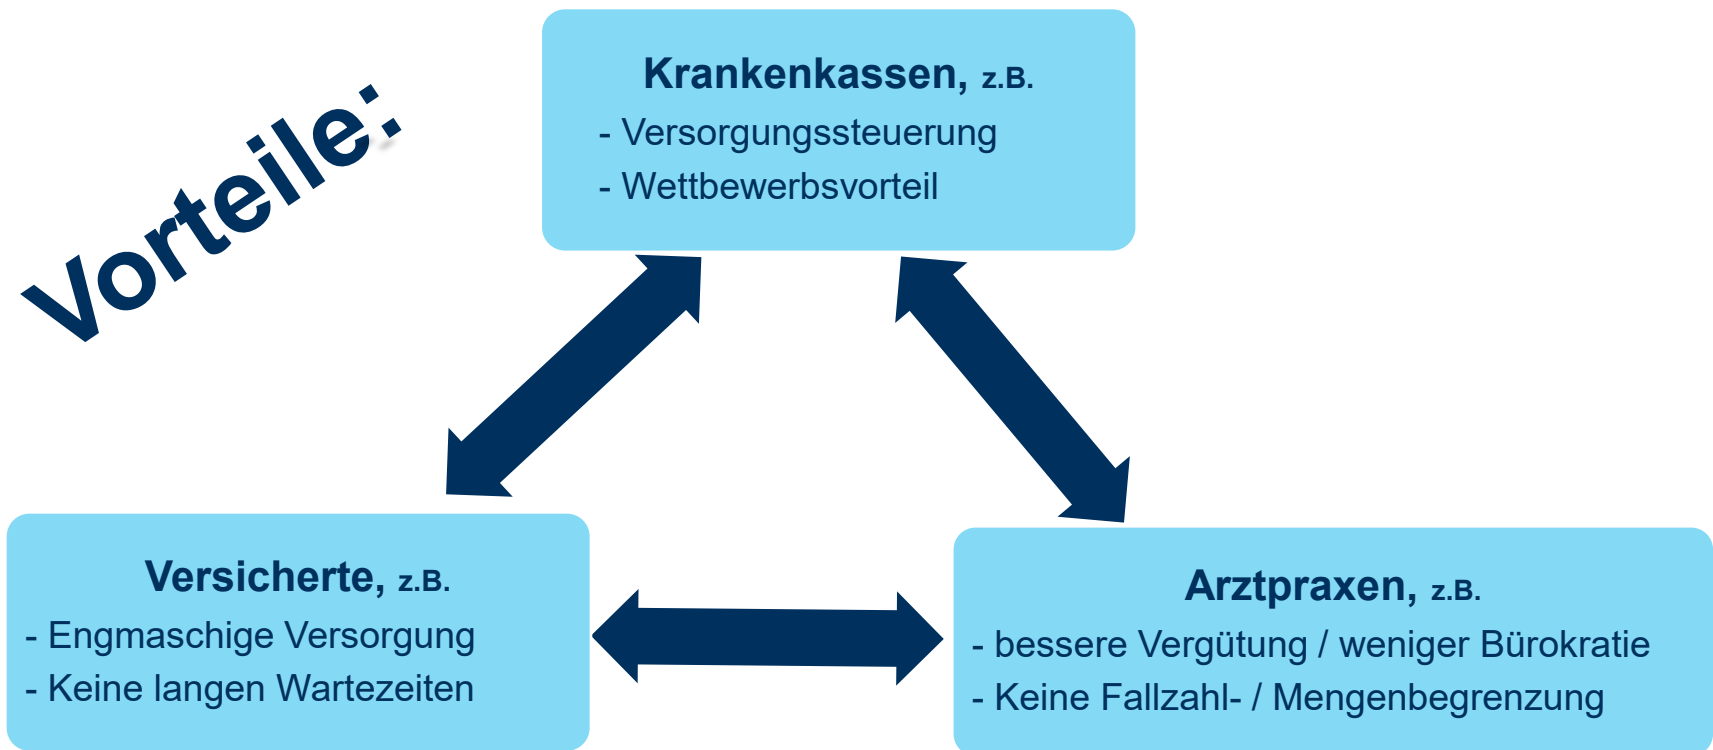 Vorteile:
Krankenkassen, z.B.
- Versorgungssteuerung
- Wettbewerbsvorteil
Versicherte, z.B.
- Engmaschige Versorgung
- Keine langen Wartezeiten
Arztpraxen, z.B.
- bessere Vergütung / weniger Bürokratie
- Keine Fallzahl- / Mengenbegrenzung